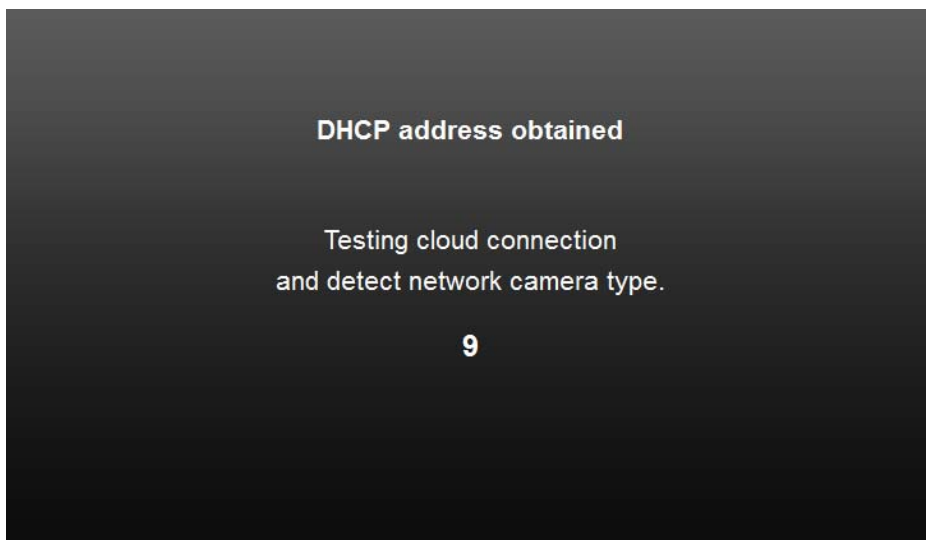 DHCP address obtained
Testing cloud connection
and detect network camera type.
9